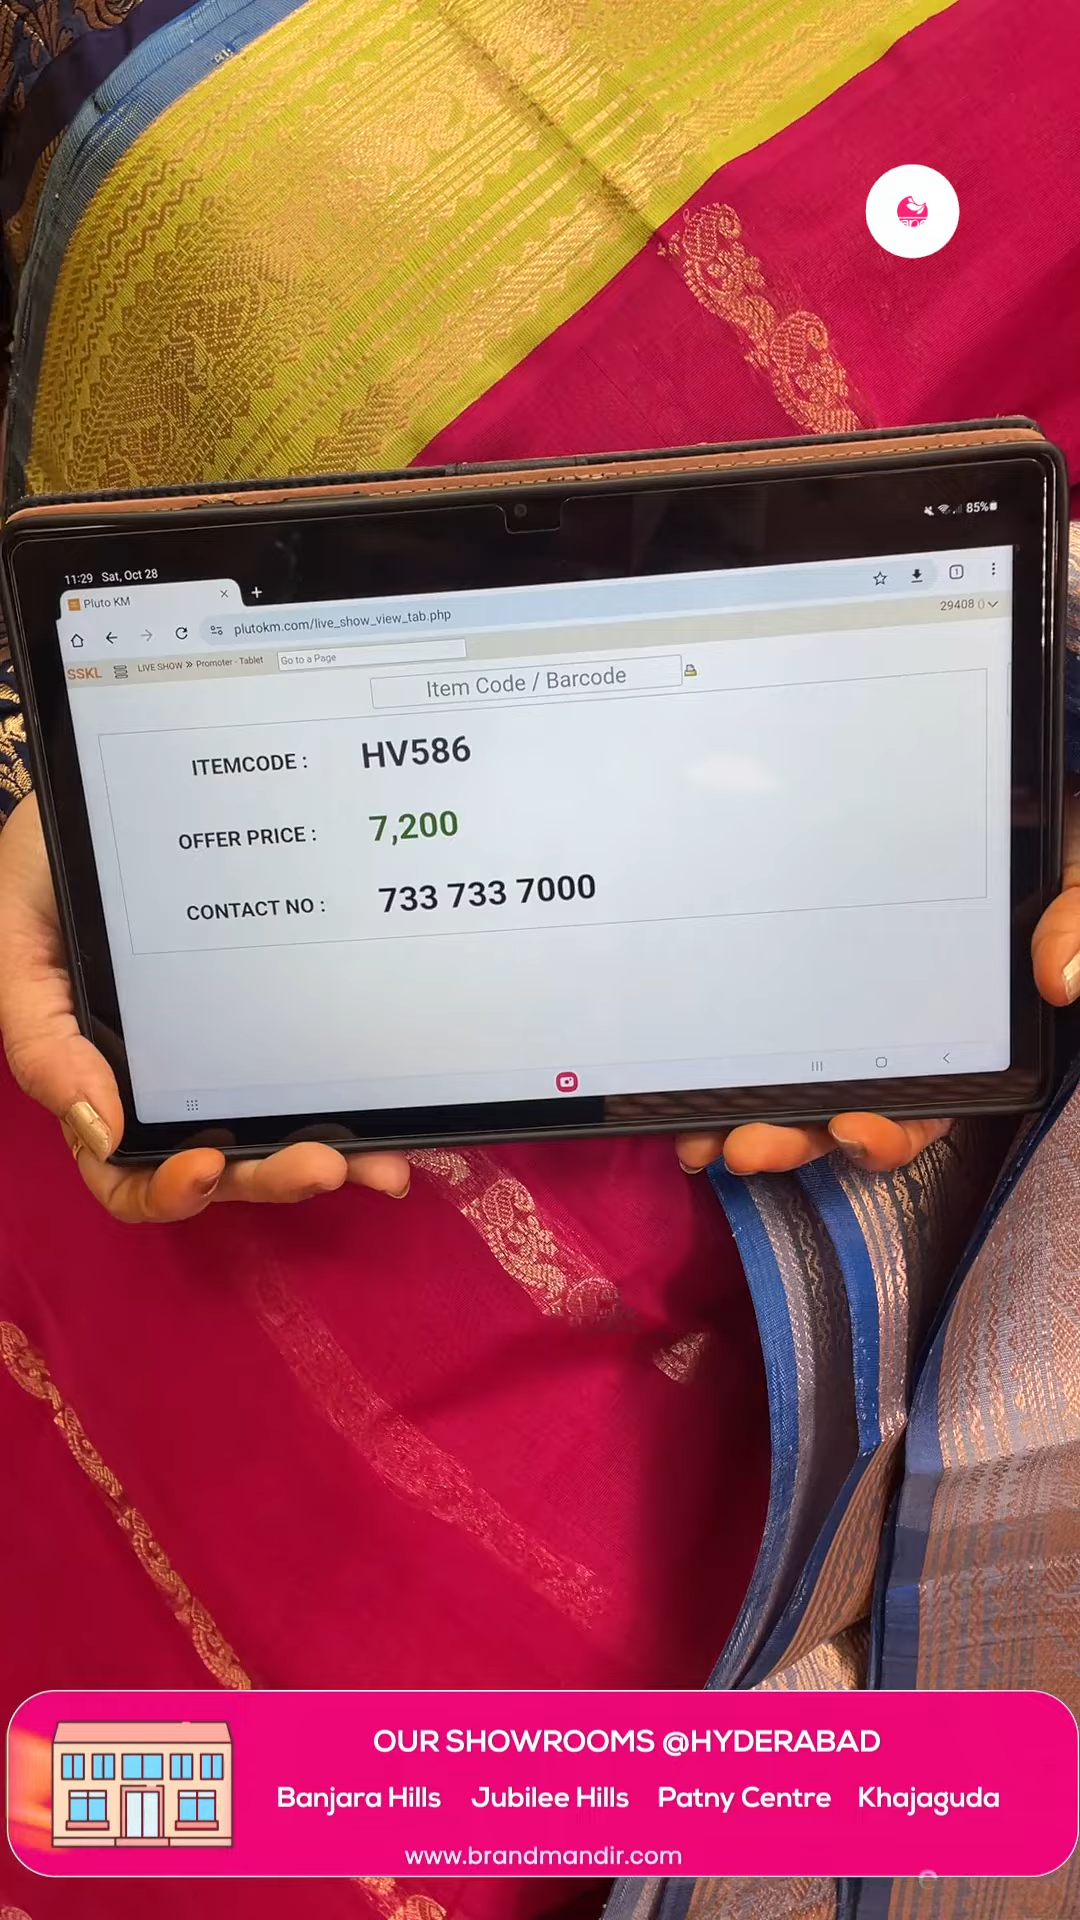 11:29 Sat, Oct 28
85%
Pluto KM
plutokm.com/live_show_view_tab.php
29408 ()
SSKL
LIVE SHOW » Promoter - Tablet
Go to a Page
Item Code / Barcode
ITEMCODE : HV586
OFFER PRICE : 7,200
CONTACT NO : 733 733 7000
OUR SHOWROOMS @HYDERABAD
Banjara Hills Jubilee Hills Patny Centre Khajaguda
www.brandmandir.com